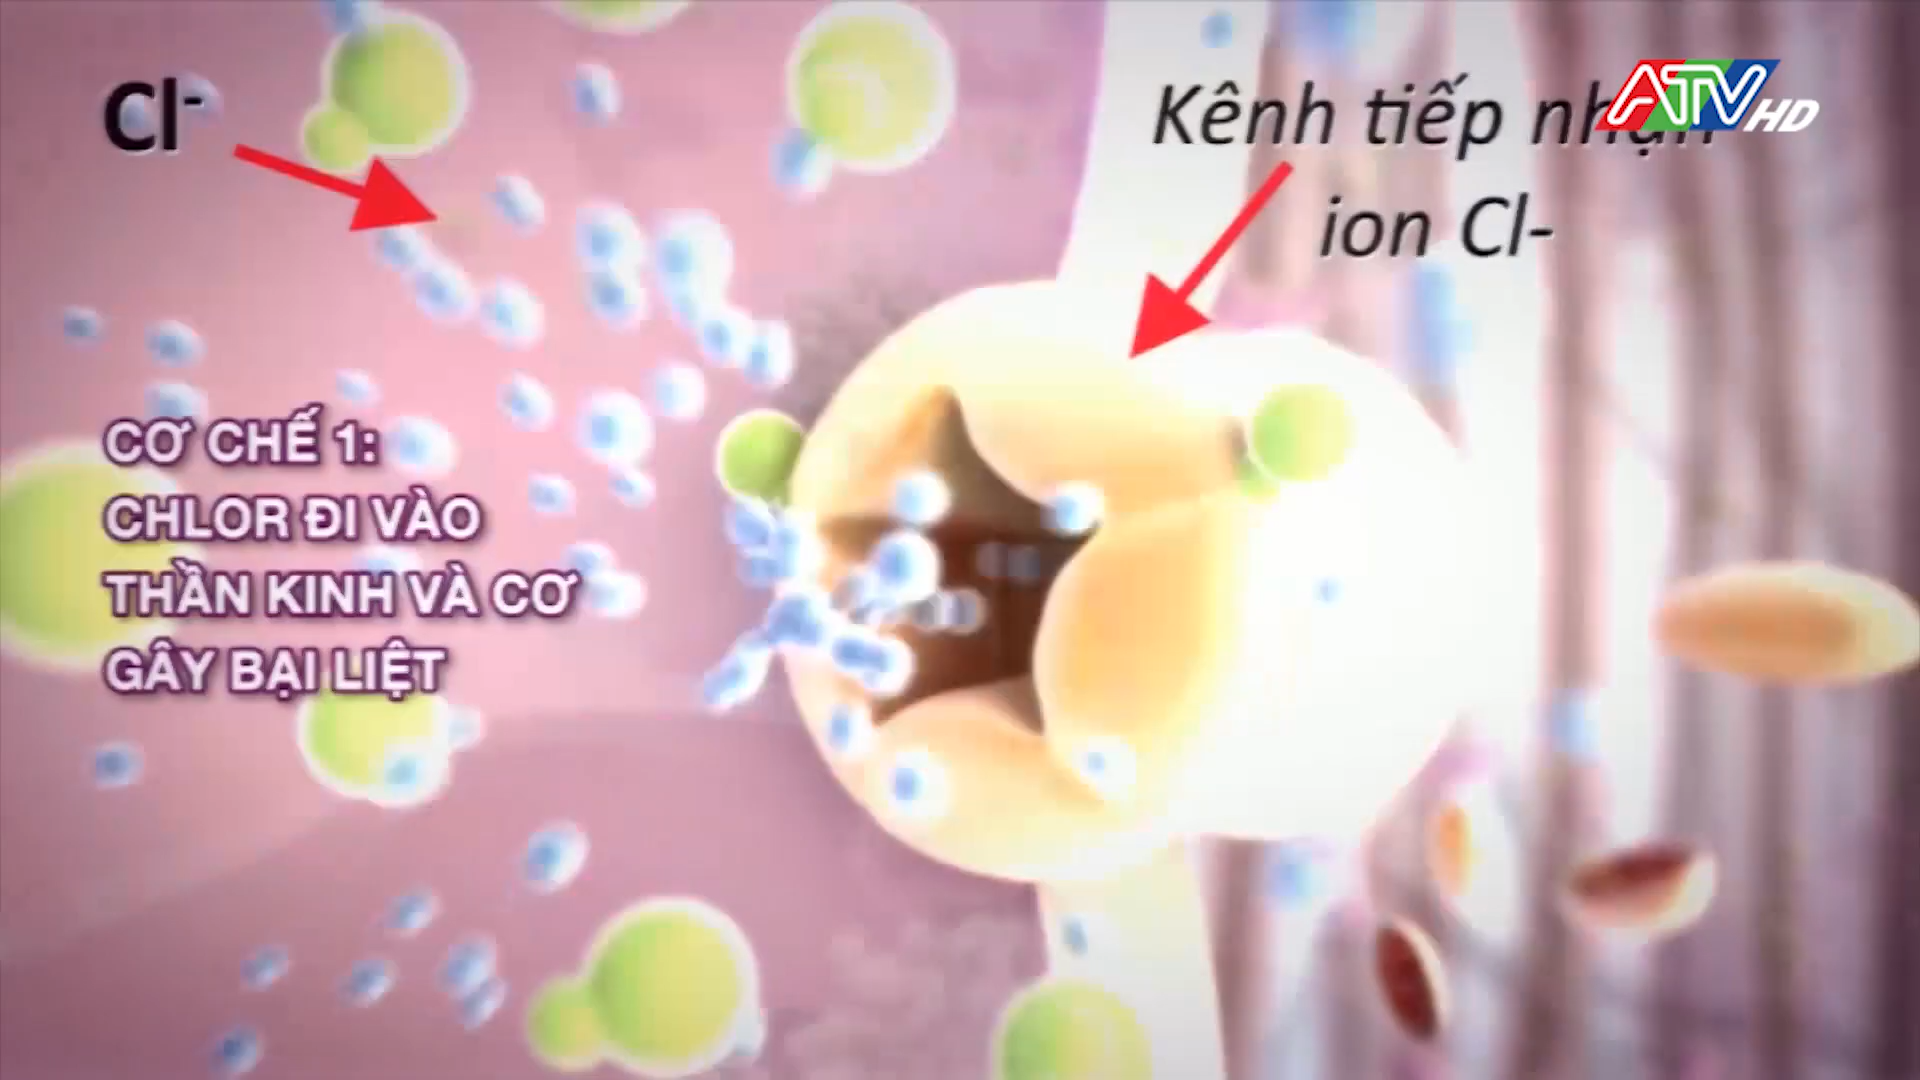 Cl-
Kênh tiếp nhận
ion Cl-
ATV HD
CƠ CHẾ 1:
CHLOR ĐI VÀO
THẦN KINH VÀ CƠ
GÂY BẠI LIỆT